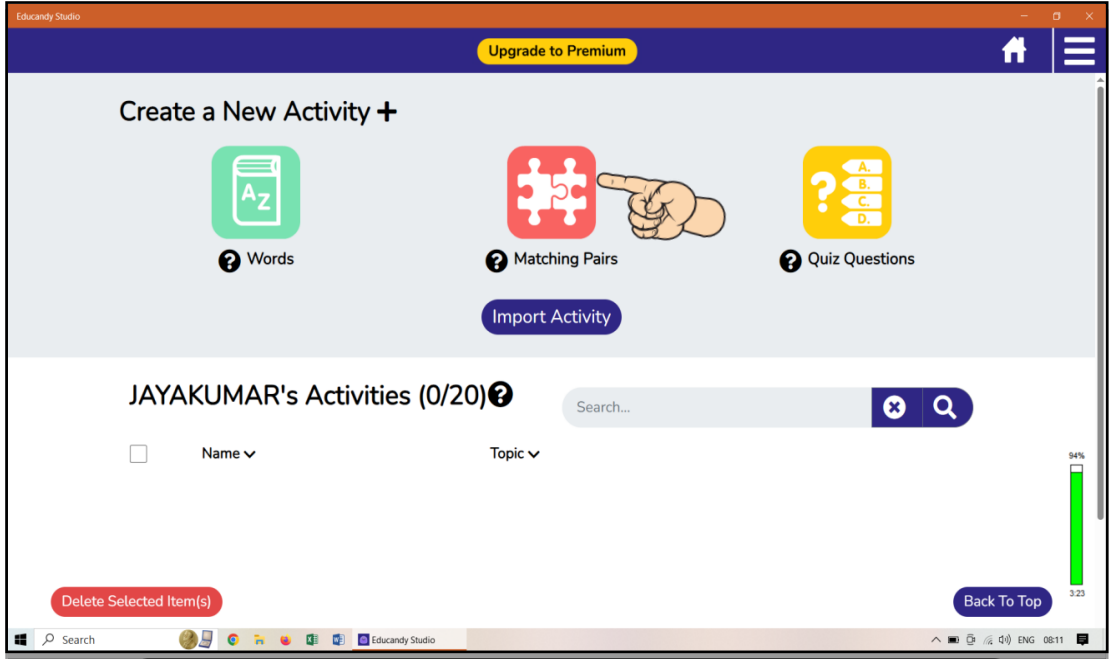 Educandy Studio
Upgrade to Premium
Create a New Activity +
A Z
A.
B.
C.
D.
? Words
? Matching Pairs
? Quiz Questions
Import Activity
JAYAKUMAR's Activities (0/20)?
Search...
Name
Topic
94%
3:23
Delete Selected Item(s)
Back To Top
Search
Educandy Studio
ENG
08:11